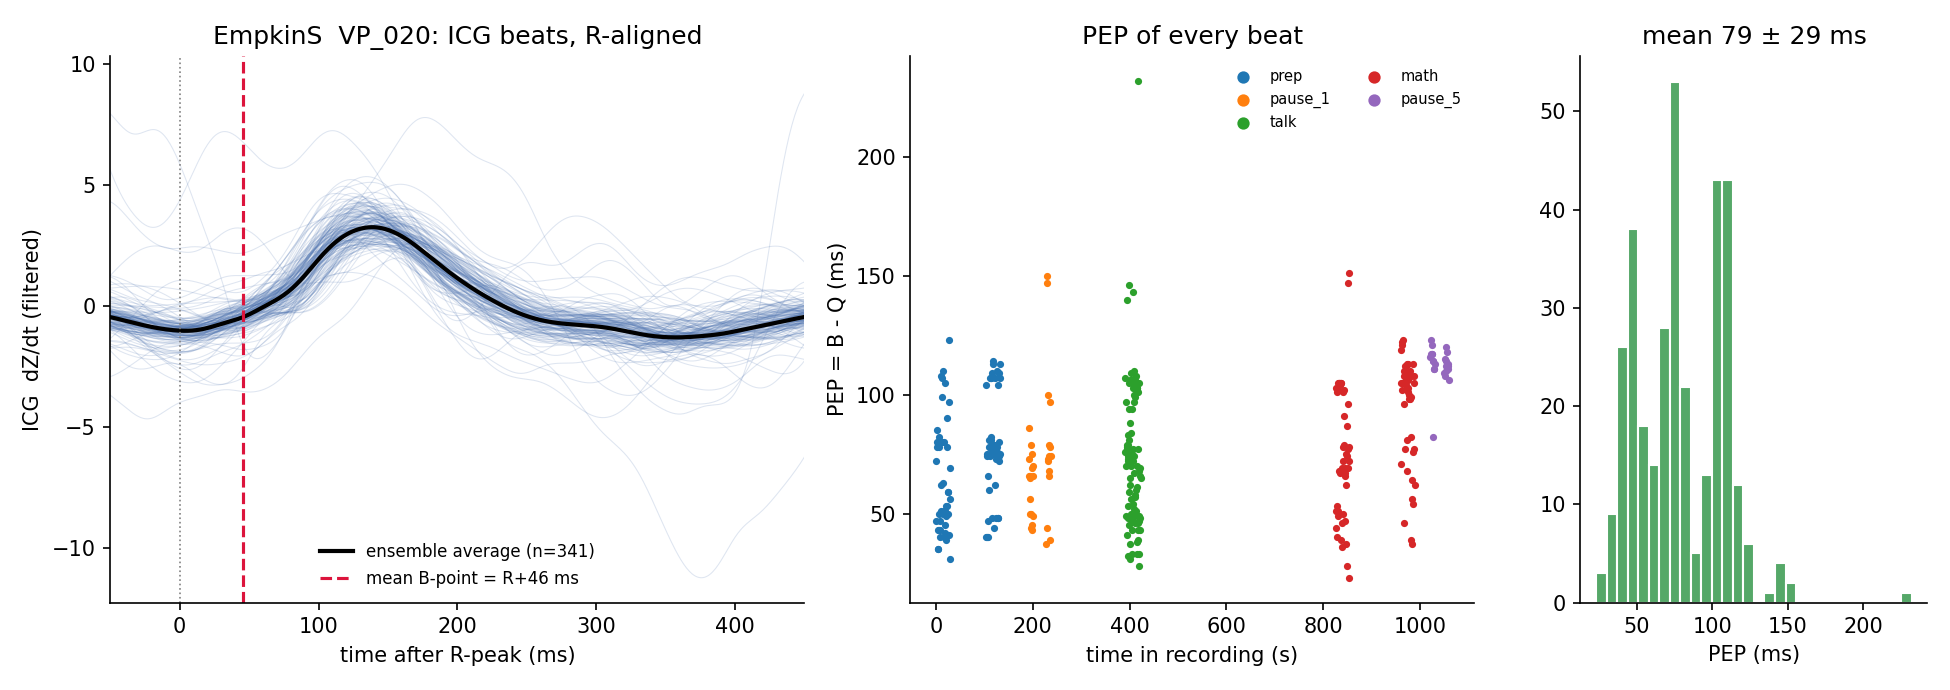 EmpkinS  VP_020: ICG beats, R-aligned
ICG  dZ/dt (filtered)
10
5
0
−5
−10
ensemble average (n=341)
mean B-point = R+46 ms
0
100
200
300
400
time after R-peak (ms)
PEP of every beat
PEP = B - Q (ms)
200
150
100
50
prep
pause_1
talk
math
pause_5
0
200
400
600
800
1000
time in recording (s)
mean 79 ± 29 ms
50
40
30
20
10
0
50
100
150
200
PEP (ms)